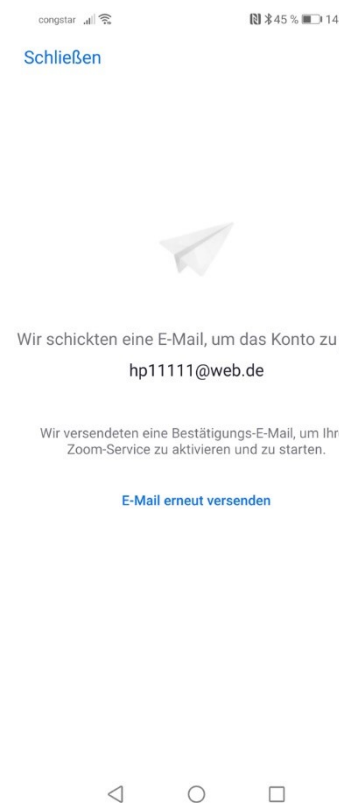 congstar 45 % 14
Schließen
Wir schickten eine E-Mail, um das Konto zu
hp11111@web.de
Wir versendeten eine Bestätigungs-E-Mail, um Ihr
Zoom-Service zu aktivieren und zu starten.
E-Mail erneut versenden